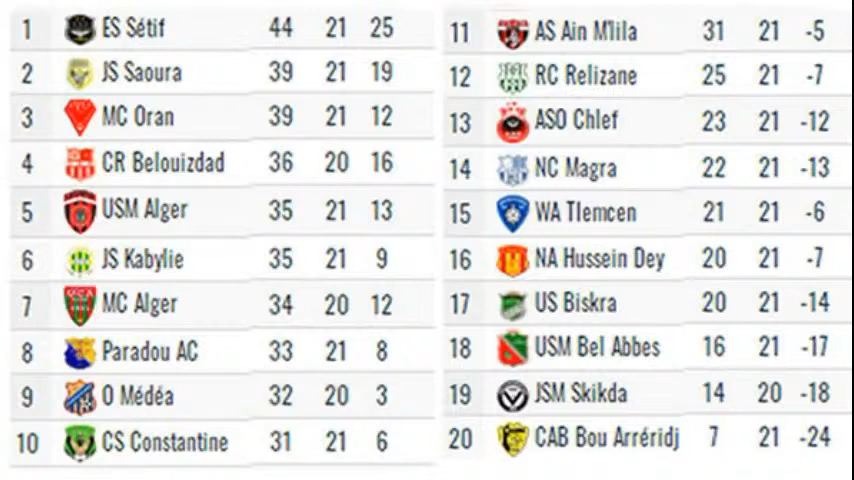 1 ES Sétif 44 21 25
2 JS Saoura 39 21 19
3 MC Oran 39 21 12
4 CR Belouizdad 36 20 16
5 USM Alger 35 21 13
6 JS Kabylie 35 21 9
7 MC Alger 34 20 12
8 Paradou AC 33 21 8
9 O Médéa 32 20 3
10 CS Constantine 31 21 6
11 AS Ain M'lila 31 21 -5
12 RC Relizane 25 21 -7
13 ASO Chlef 23 21 -12
14 NC Magra 22 21 -13
15 WA Tlemcen 21 21 -6
16 NA Hussein Dey 20 21 -7
17 US Biskra 20 21 -14
18 USM Bel Abbes 16 21 -17
19 JSM Skikda 14 20 -18
20 CAB Bou Arréridj 7 21 -24